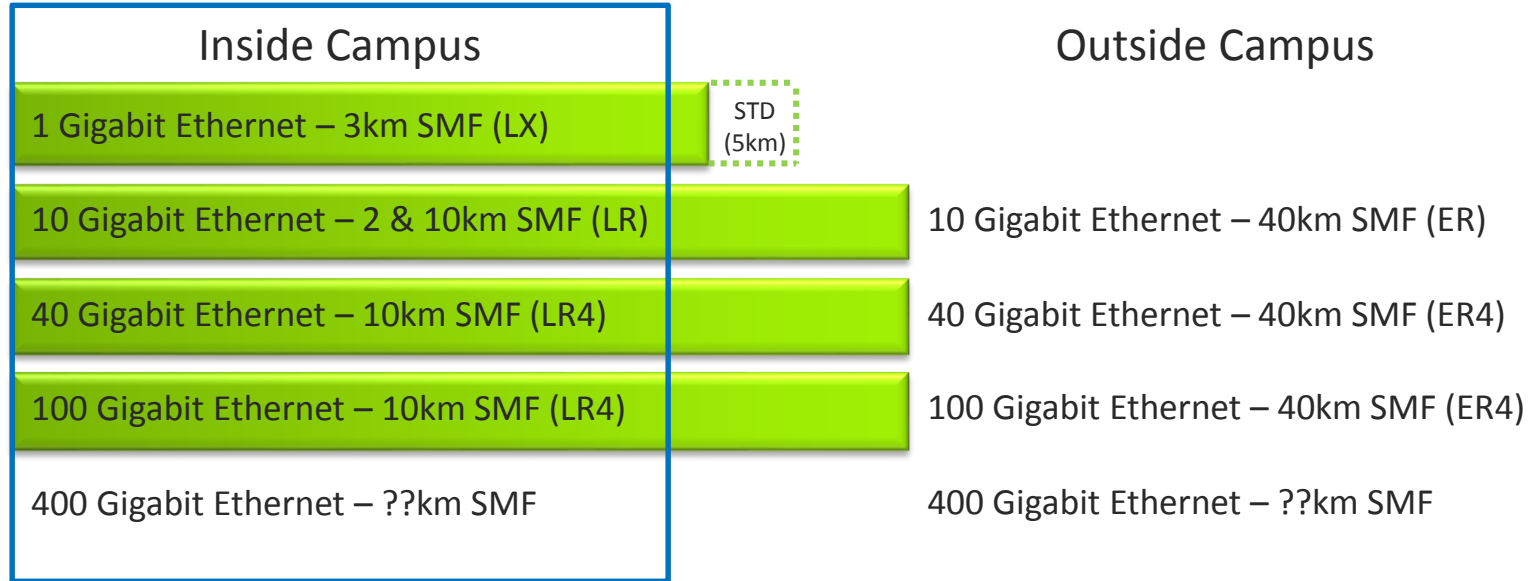 Inside Campus
Outside Campus
1 Gigabit Ethernet – 3km SMF (LX)
STD
(5km)
10 Gigabit Ethernet – 2 & 10km SMF (LR)
10 Gigabit Ethernet – 40km SMF (ER)
40 Gigabit Ethernet – 10km SMF (LR4)
40 Gigabit Ethernet – 40km SMF (ER4)
100 Gigabit Ethernet – 10km SMF (LR4)
100 Gigabit Ethernet – 40km SMF (ER4)
400 Gigabit Ethernet – ??km SMF
400 Gigabit Ethernet – ??km SMF